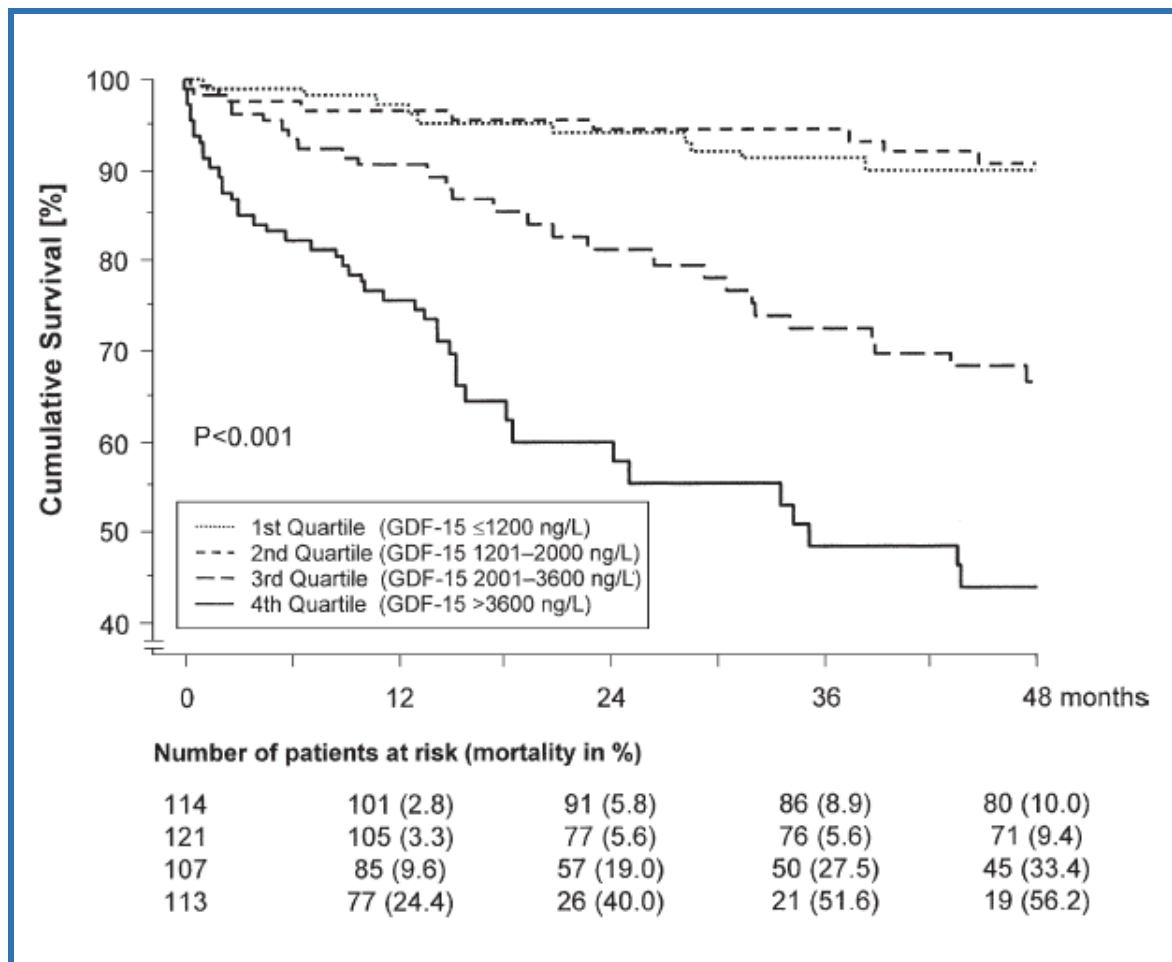 100
90
80
70
60
50
40
Cumulative Survival [%]
P<0.001
1st Quartile (GDF-15 ≤1200 ng/L)
2nd Quartile (GDF-15 1201–2000 ng/L)
3rd Quartile (GDF-15 2001–3600 ng/L)
4th Quartile (GDF-15 >3600 ng/L)
0 12 24 36 48 months
Number of patients at risk (mortality in %)
114 101 (2.8) 91 (5.8) 86 (8.9) 80 (10.0)
121 105 (3.3) 77 (5.6) 76 (5.6) 71 (9.4)
107 85 (9.6) 57 (19.0) 50 (27.5) 45 (33.4)
113 77 (24.4) 26 (40.0) 21 (51.6) 19 (56.2)